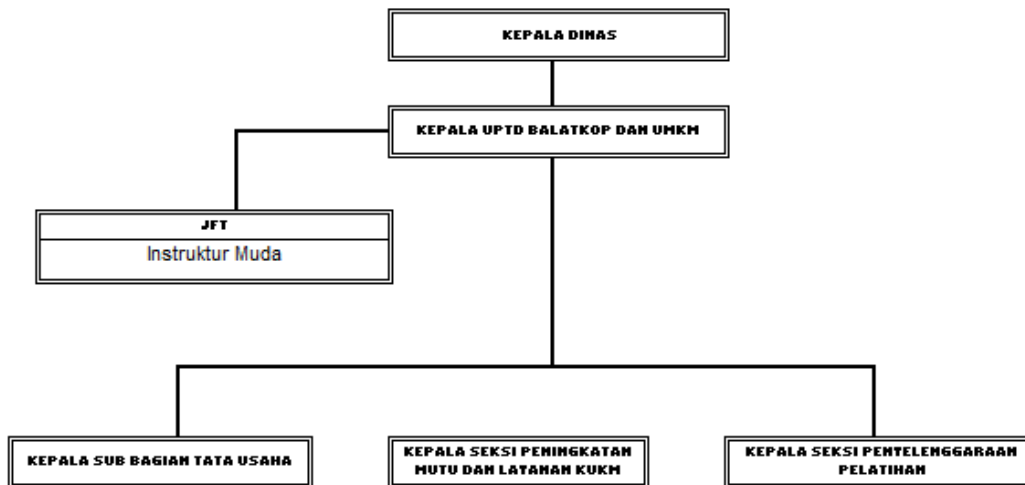 KEPALA DINAS
KEPALA UPTD BALATKOP DAN UMKM
JFT
Instruktur Muda
KEPALA SUB BAGIAN TATA USAHA
KEPALA SEKSI PENINGKATAN
MUTU DAN LAYANAN KUKM
KEPALA SEKSI PENYELENGGARAAN
PELATIHAN